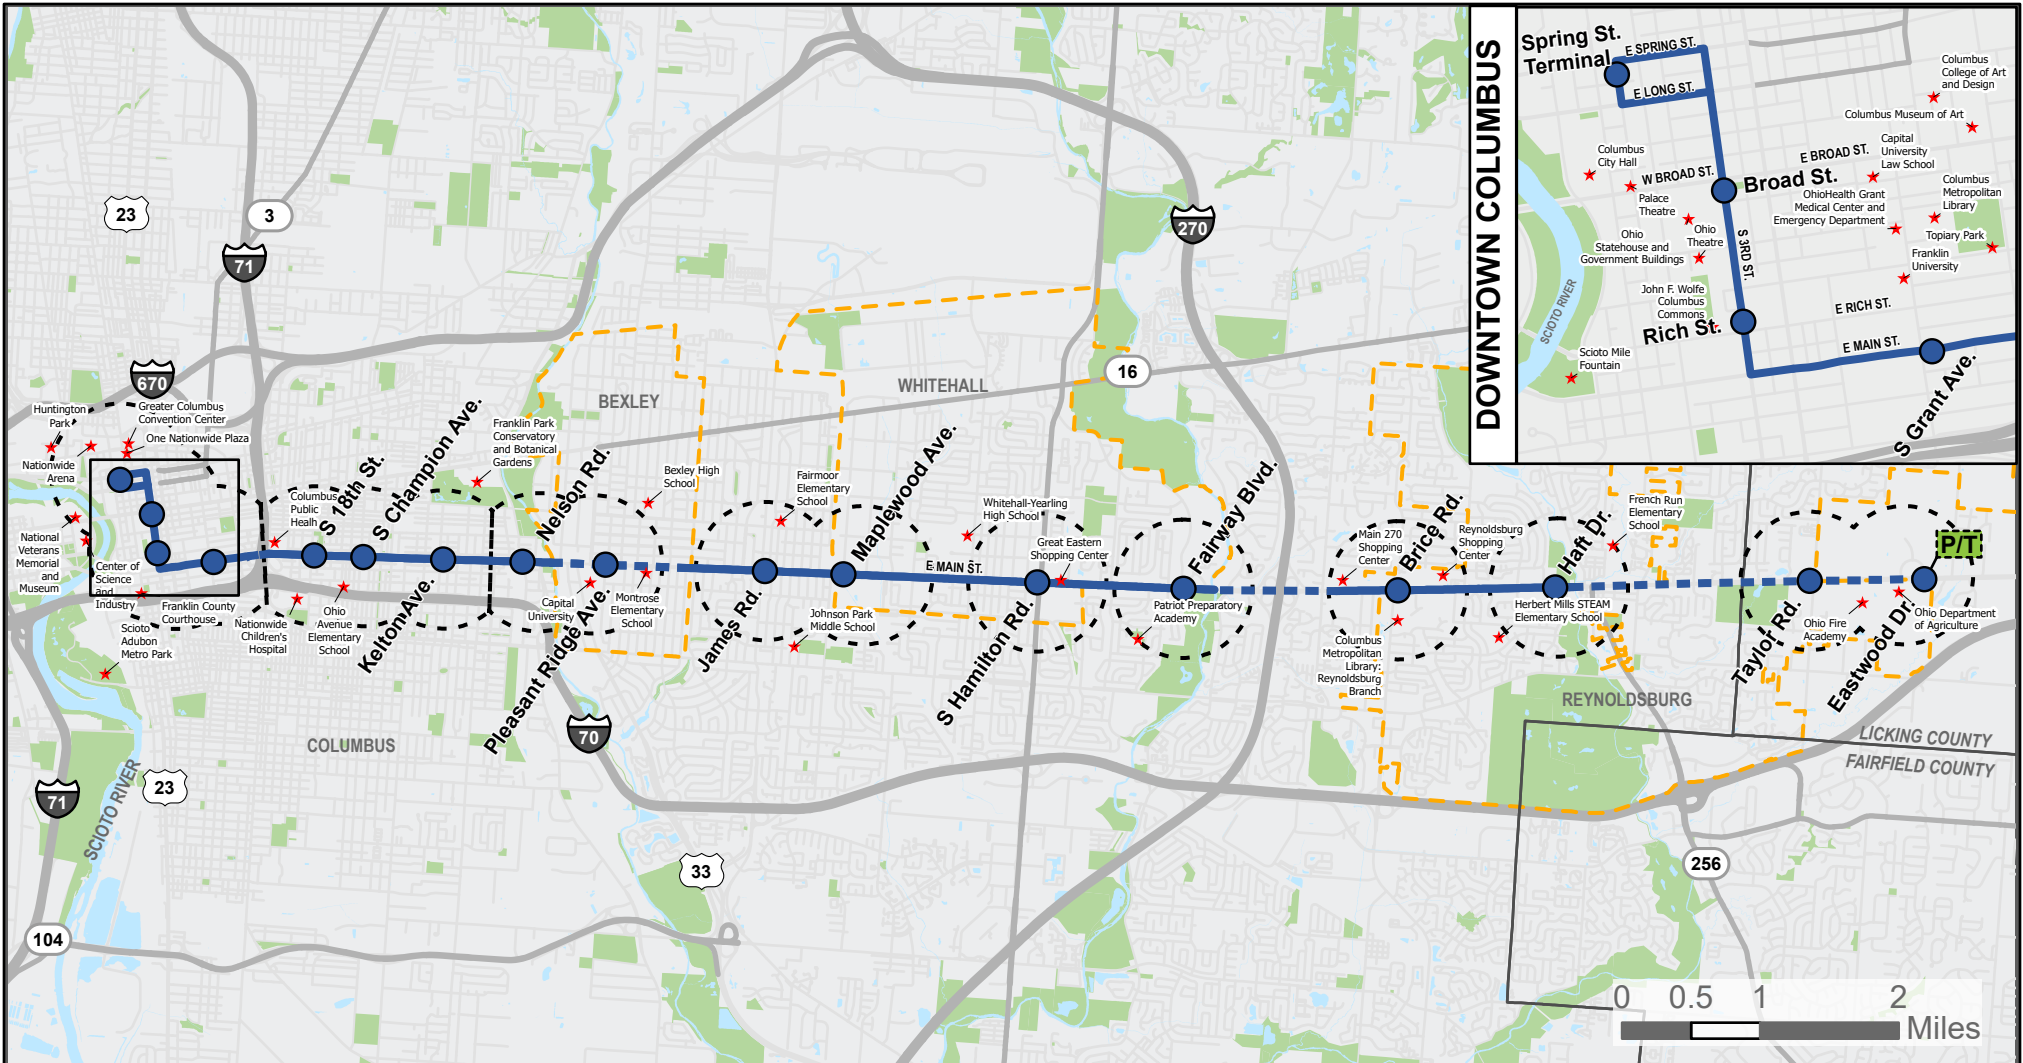 23
3
71
670
270
16
BEXLEY
WHITEHALL
Huntington
Park
Greater Columbus
Convention Center
One Nationwide Plaza
Nationwide
Arena
National
Veterans
Memorial
and
Museum
Center of
Science
and
Industry
Franklin County
Courthouse
Scioto
Adubon
Metro Park
Columbus
Public
Healh
S 18th St.
S Champion Ave.
Kelton Ave.
Nationwide
Children's
Hospital
Ohio
Avenue
Elementary
School
Franklin Park
Conservatory
and Botanical
Gardens
Nelson Rd.
Pleasant Ridge Ave.
Capital
University
Bexley High
School
Montrose
Elementary
School
Fairmoor
Elementary
School
James Rd.
Johnson Park
Middle School
Maplewood Ave.
E MAIN ST.
Whitehall-Yearling
High School
Great Eastern
Shopping Center
S Hamilton Rd.
Fairway Blvd.
Patriot Preparatory
Academy
Main 270
Shopping
Center
Brice Rd.
Reynoldsburg
Shopping
Center
Columbus
Metropolitan
Library:
Reynoldsburg
Branch
Haft Dr.
French Run
Elementary
School
Herbert Mills STEAM
Elementary School
Taylor Rd.
Eastwood Dr.
P/T
Ohio Fire
Academy
Ohio Department
of Agriculture
REYNOLDSBURG
LICKING COUNTY
FAIRFIELD COUNTY
COLUMBUS
SCIOTO RIVER
71
23
70
33
104
256
0 0.5 1 2
Miles
DOWNTOWN COLUMBUS
Spring St.
Terminal
E SPRING ST.
E LONG ST.
Columbus
College of Art
and Design
Columbus Museum of Art
Capital
University
Law School
Columbus
City Hall
W BROAD ST.
E BROAD ST.
Broad St.
Palace
Theatre
OhioHealth Grant
Medical Center and
Emergency Department
Columbus
Metropolitan
Library
Ohio
Theatre
Ohio
Statehouse and
Government Buildings
S 3RD ST.
Topiary Park
Franklin
University
John F. Wolfe
Columbus
Commons
Rich St.
E RICH ST.
E MAIN ST.
SCIOTO RIVER
Scioto Mile
Fountain
S Grant Ave.